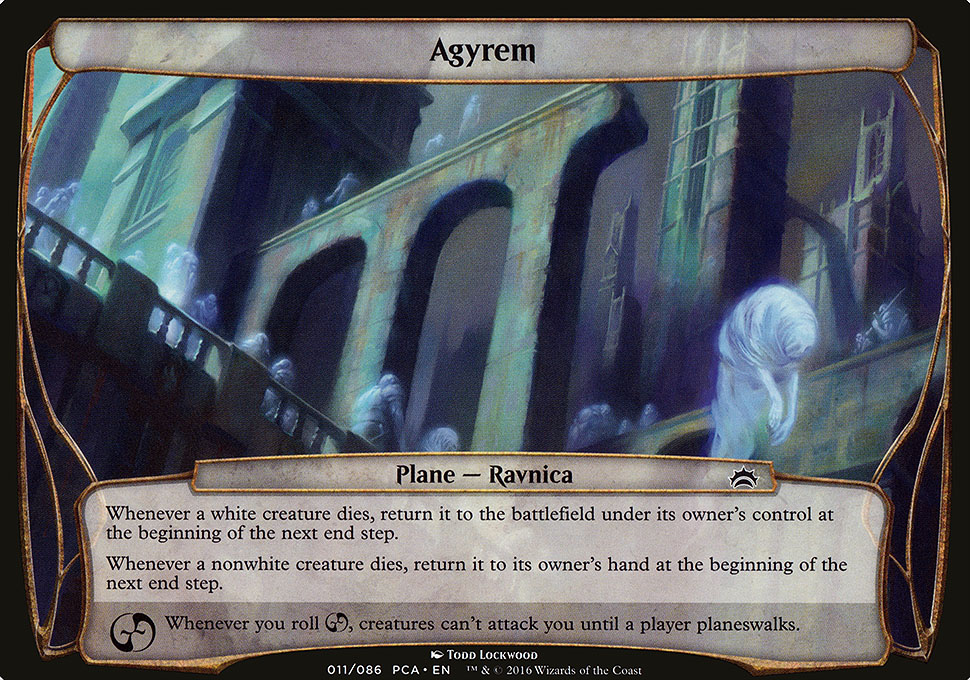 Agyrem
Plane — Ravnica
Whenever a white creature dies, return it to the battlefield under its owner's control at
the beginning of the next end step.
Whenever a nonwhite creature dies, return it to its owner's hand at the beginning of the
next end step.
Whenever you roll , creatures can't attack you until a player planeswalks.
Todd Lockwood
011/086 PCA • EN ™ & © 2016 Wizards of the Coast